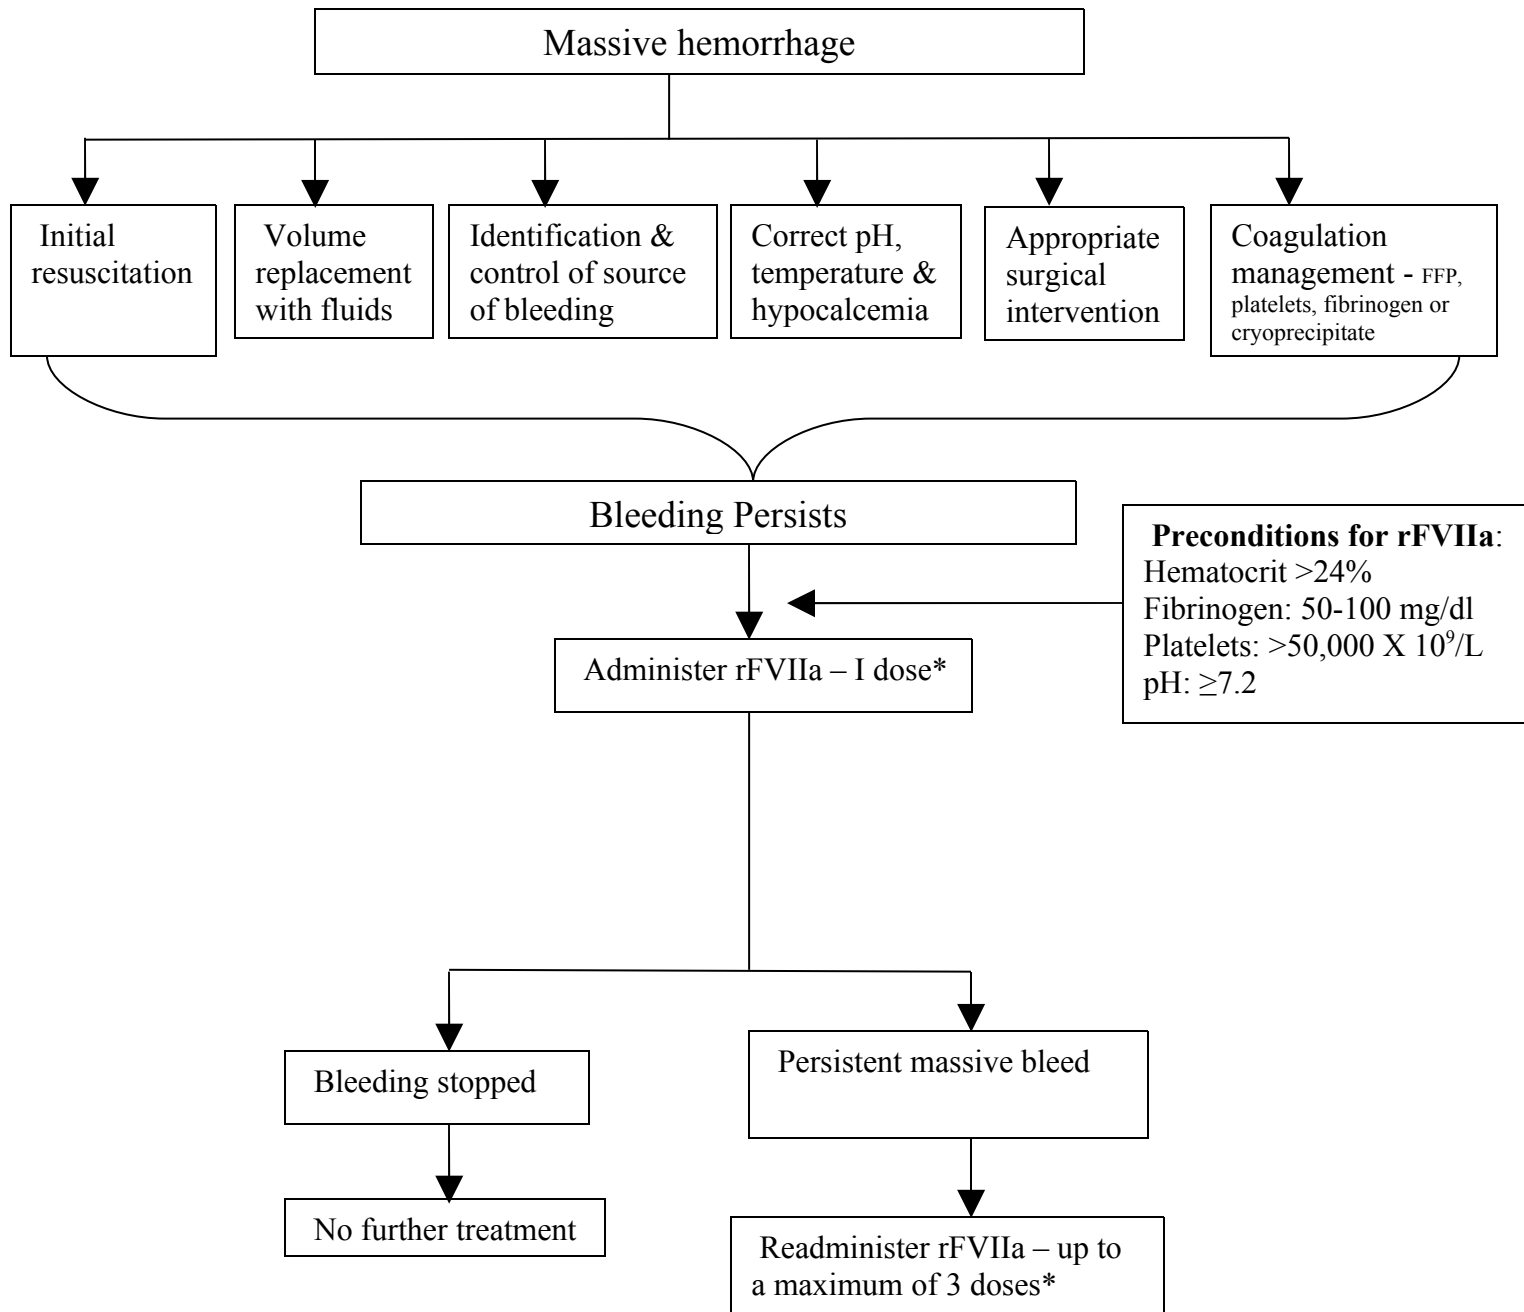 Massive hemorrhage
Initial
resuscitation
Volume
replacement
with fluids
Identification &
control of source
of bleeding
Correct pH,
temperature &
hypocalcemia
Appropriate
surgical
intervention
Coagulation
management - FFP,
platelets, fibrinogen or
cryoprecipitate
Bleeding Persists
Preconditions for rFVIIa:
Hematocrit >24%
Fibrinogen: 50-100 mg/dl
Platelets: >50,000 X 10⁹/L
pH: ≥7.2
Administer rFVIIa – I dose*
Bleeding stopped
Persistent massive bleed
No further treatment
Readminister rFVIIa – up to
a maximum of 3 doses*